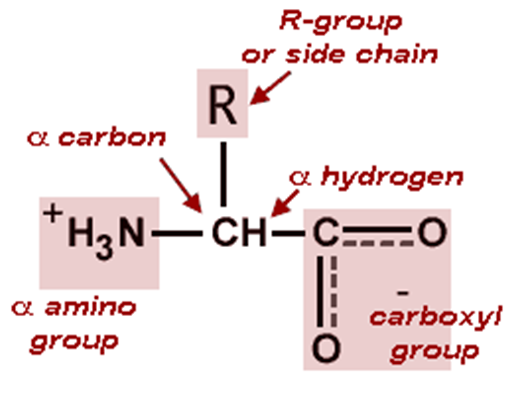 R-group
or side chain
R
α carbon
α hydrogen
+H₃N CH C O
α amino
group
-
carboxyl
group
O